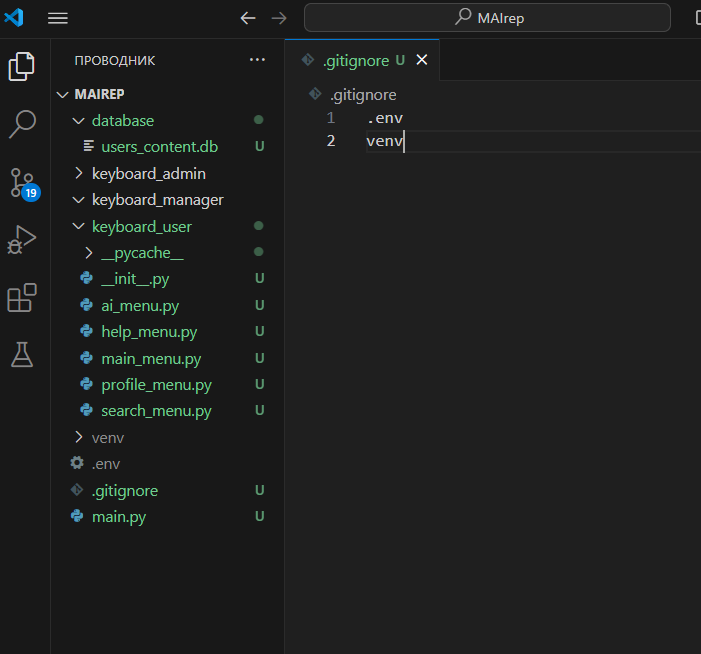 MAIrep
ПРОВОДНИК ...
.gitignore U
MAIREP
.gitignore
database
1 .env
users_content.db U
2 venv
keyboard_admin
19
keyboard_manager
keyboard_user
__pycache__
__init__.py U
ai_menu.py U
help_menu.py U
main_menu.py U
profile_menu.py U
search_menu.py U
venv
.env
.gitignore U
main.py U